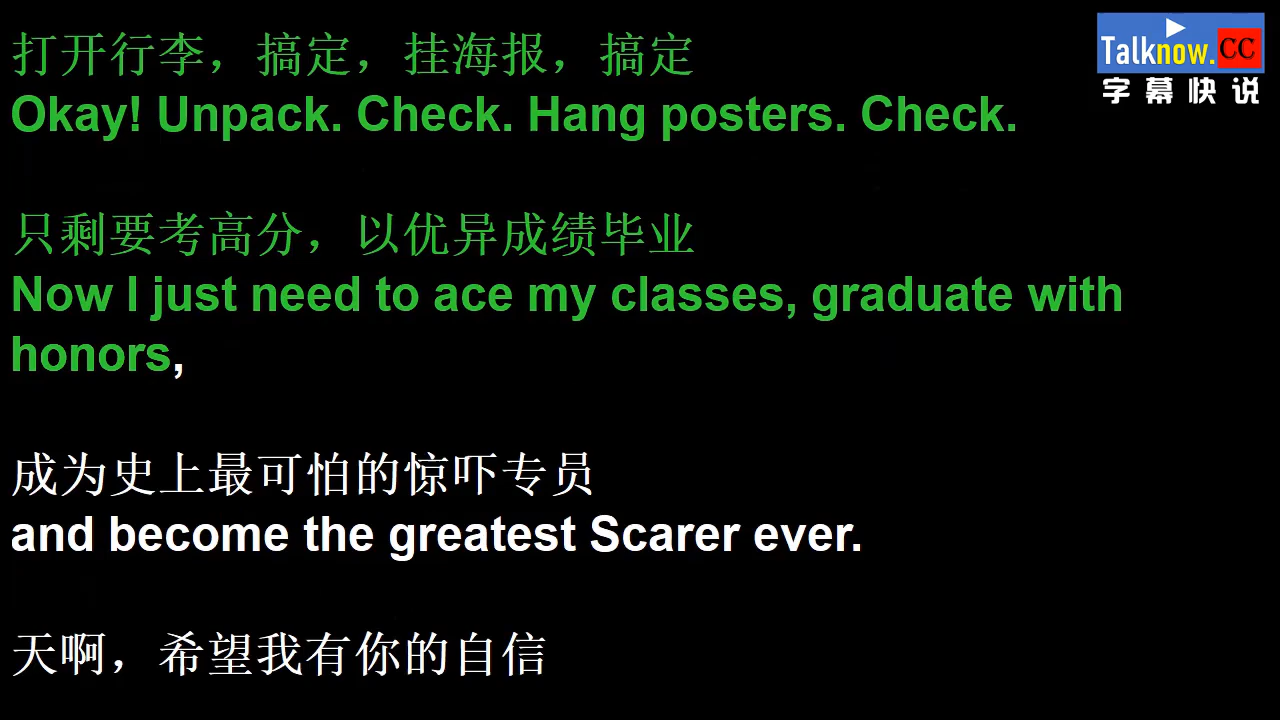 打开行李，搞定，挂海报，搞定
Okay! Unpack. Check. Hang posters. Check.
只剩要考高分，以优异成绩毕业
Now I just need to ace my classes, graduate with
honors,
成为史上最可怕的惊吓专员
and become the greatest Scarer ever.
天啊，希望我有你的自信
Talknow.CC
字幕快说